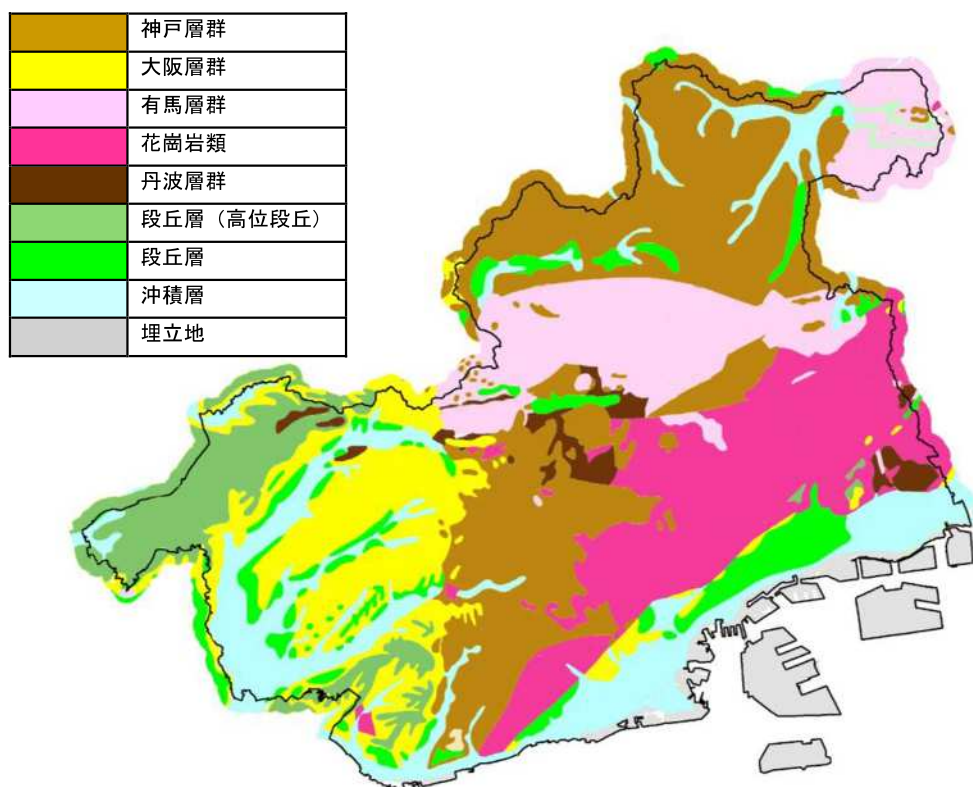 神戸層群
大阪層群
有馬層群
花崗岩類
丹波層群
段丘層（高位段丘）
段丘層
沖積層
埋立地